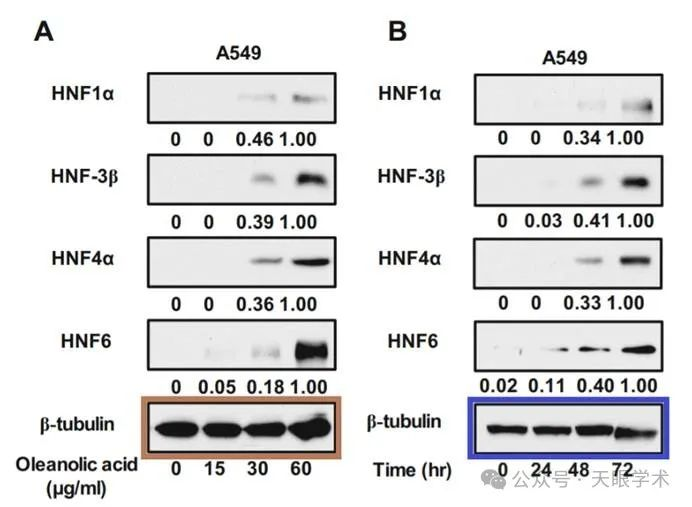 A
A549
HNF1α
0 0 0.46 1.00
HNF-3β
0 0 0.39 1.00
HNF4α
0 0 0.36 1.00
HNF6
0 0.05 0.18 1.00
β-tubulin
Oleanolic acid 0 15 30 60
(μg/ml)
B
A549
HNF1α
0 0 0.34 1.00
HNF-3β
0 0.03 0.41 1.00
HNF4α
0 0 0.33 1.00
HNF6
0.02 0.11 0.40 1.00
β-tubulin
Time (hr) 0 24 48 72
公众号·天眼学术